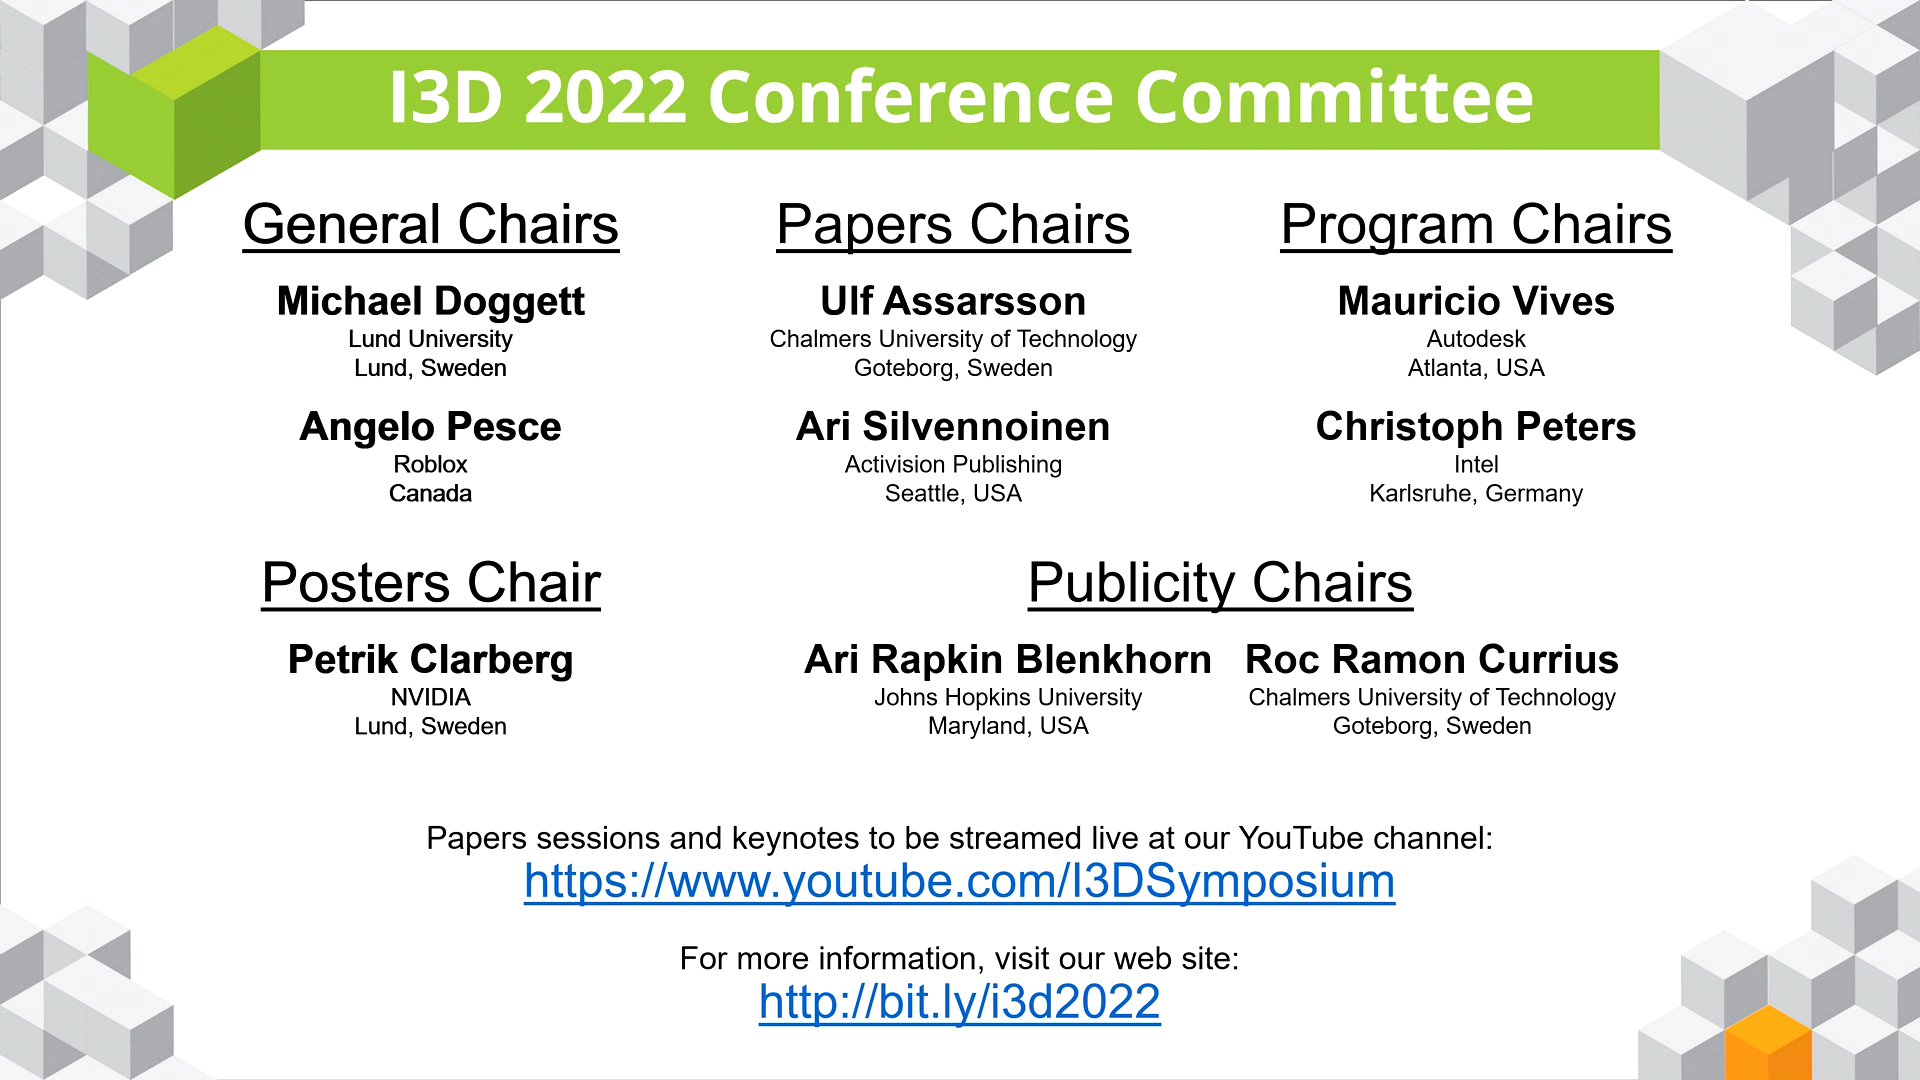 I3D 2022 Conference Committee
General Chairs
Michael Doggett
Lund University
Lund, Sweden
Angelo Pesce
Roblox
Canada
Papers Chairs
Ulf Assarsson
Chalmers University of Technology
Goteborg, Sweden
Ari Silvennoinen
Activision Publishing
Seattle, USA
Program Chairs
Mauricio Vives
Autodesk
Atlanta, USA
Christoph Peters
Intel
Karlsruhe, Germany
Posters Chair
Petrik Clarberg
NVIDIA
Lund, Sweden
Publicity Chairs
Ari Rapkin Blenkhorn
Johns Hopkins University
Maryland, USA
Roc Ramon Currius
Chalmers University of Technology
Goteborg, Sweden
Papers sessions and keynotes to be streamed live at our YouTube channel:
https://www.youtube.com/I3DSymposium
For more information, visit our web site:
http://bit.ly/i3d2022